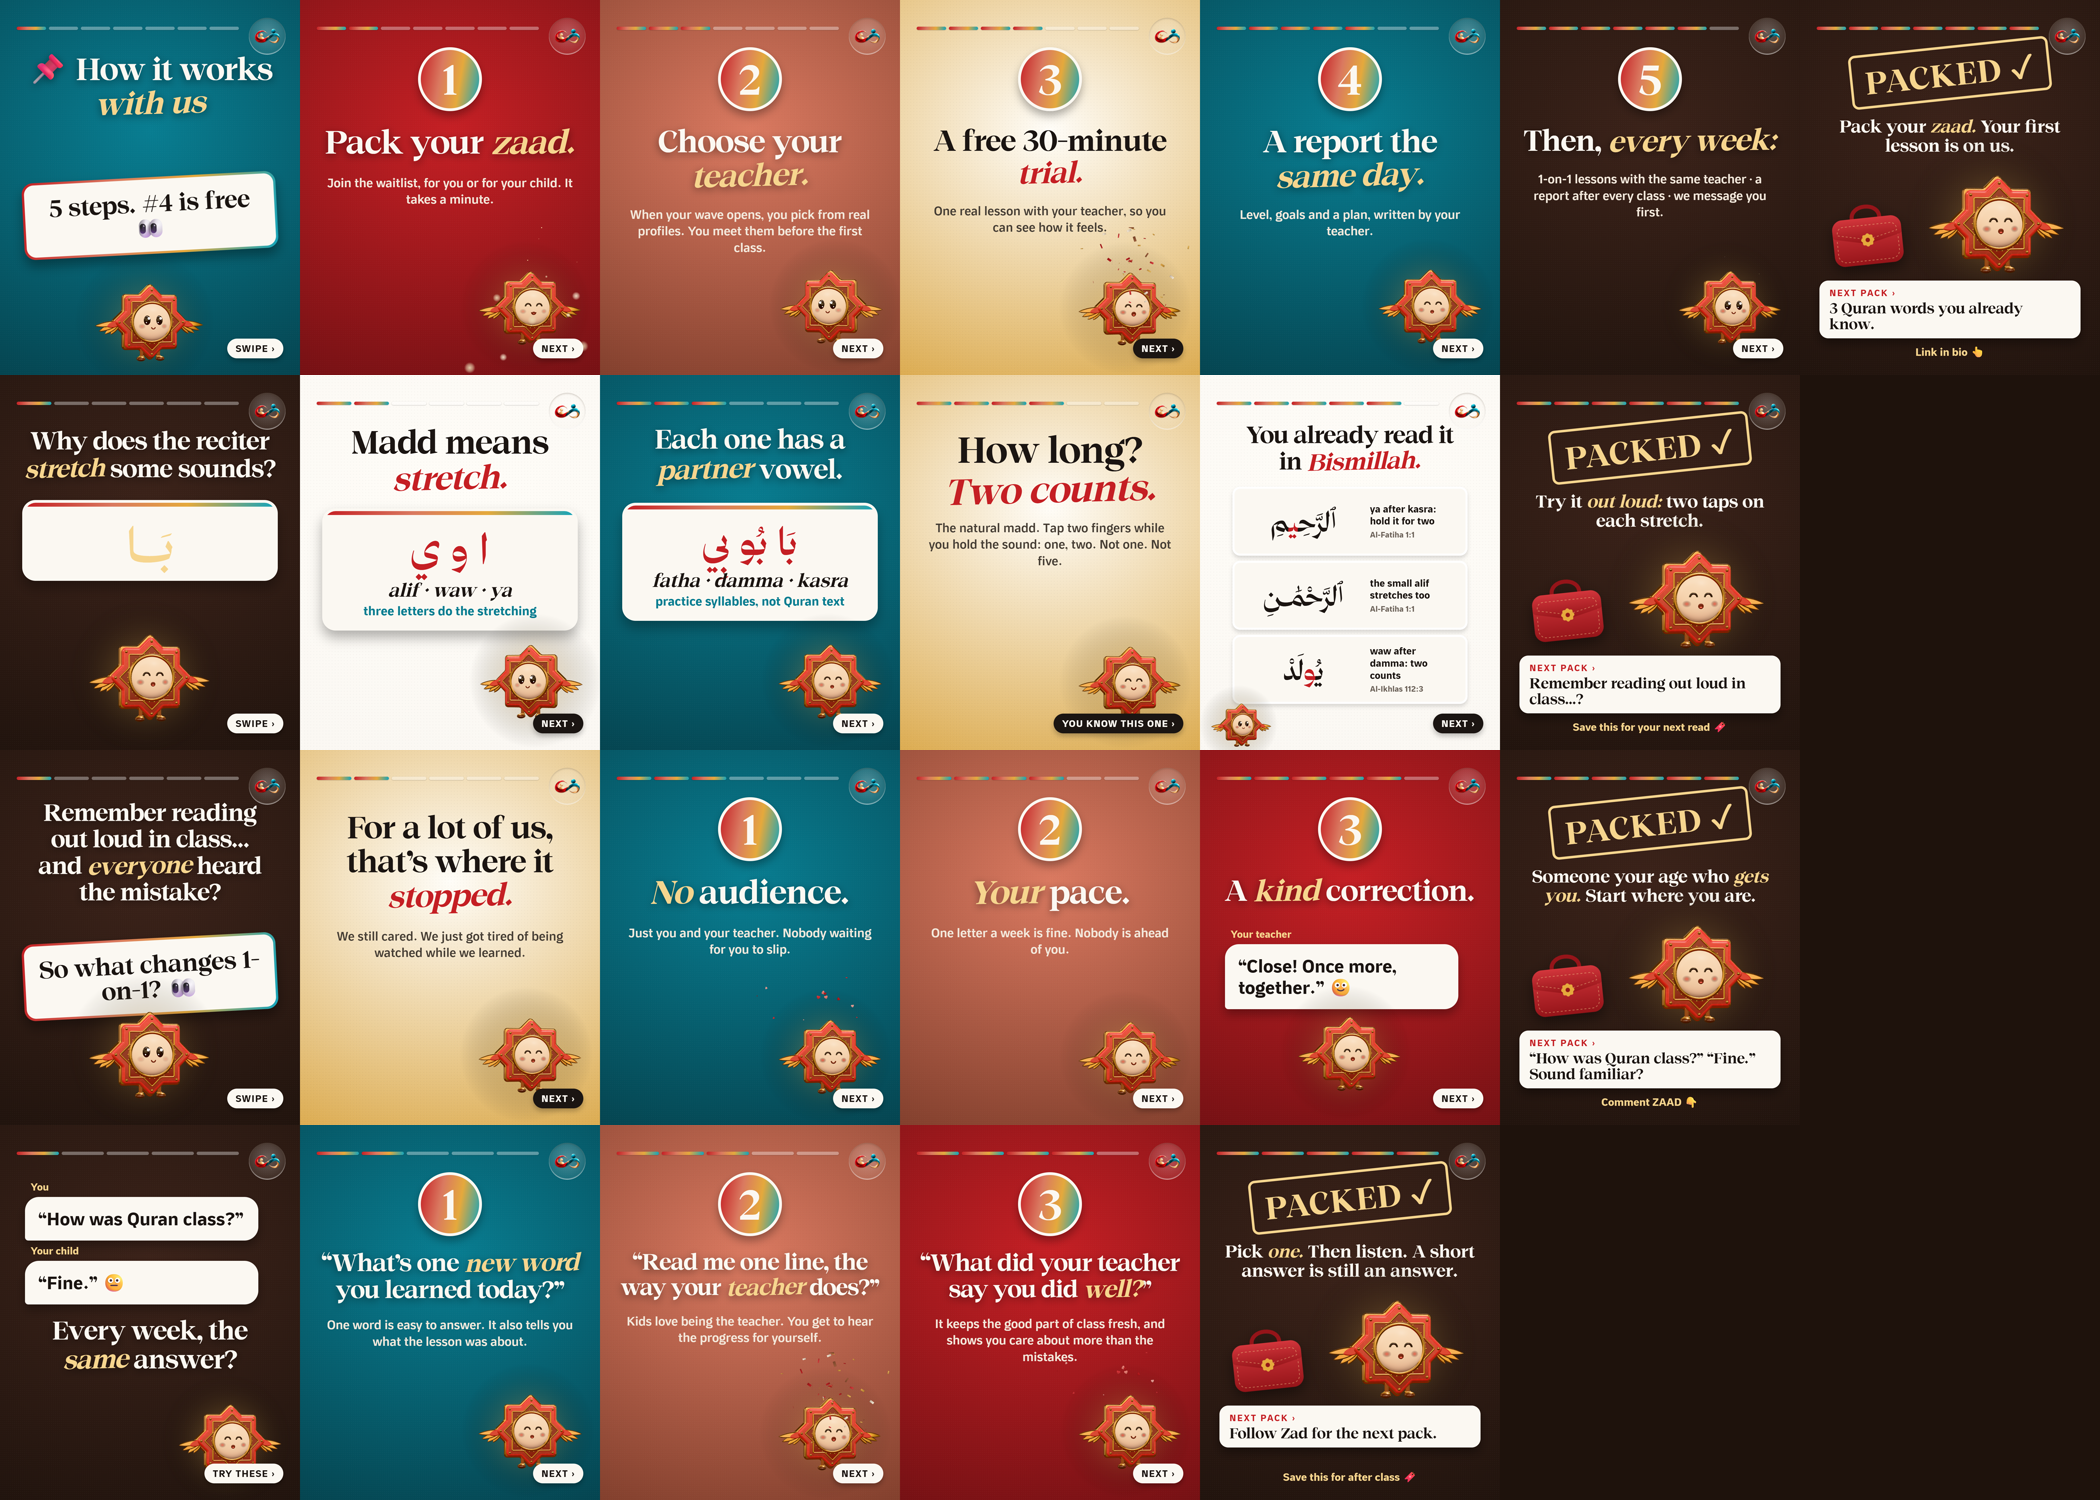 📌 How it works
with us
5 steps. #4 is free
👀
SWIPE ›
1
Pack your zaad.
Join the waitlist, for you or for your child. It
takes a minute.
NEXT ›
2
Choose your
teacher.
When your wave opens, you pick from real
profiles. You meet them before the first
class.
NEXT ›
3
A free 30-minute
trial.
One real lesson with your teacher, so you
can see how it feels.
NEXT ›
4
A report the
same day.
Level, goals and a plan, written by your
teacher.
NEXT ›
5
Then, every week:
1-on-1 lessons with the same teacher · a
report after every class · we message you
first.
NEXT ›
PACKED ✓
Pack your zaad. Your first
lesson is on us.
NEXT PACK ›
3 Quran words you already
know.
Link in bio 👆
Why does the reciter
stretch some sounds?
بَـا
SWIPE ›
Madd means
stretch.
ا و ي
alif · waw · ya
three letters do the stretching
NEXT ›
Each one has a
partner vowel.
بَا بُو بِي
fatha · damma · kasra
practice syllables, not Quran text
NEXT ›
How long?
Two counts.
The natural madd. Tap two fingers while
you hold the sound: one, two. Not one. Not
five.
YOU KNOW THIS ONE ›
You already read it
in Bismillah.
ٱلرَّحِيمِ
ya after kasra:
hold it for two
Al-Fatiha 1:1
ٱلرَّحْمَٰنِ
the small alif
stretches too
Al-Fatiha 1:1
يُولَدْ
waw after
damma: two
counts
Al-Ikhlas 112:3
NEXT ›
PACKED ✓
Try it out loud: two taps on
each stretch.
NEXT PACK ›
Remember reading out loud in
class...?
Save this for your next read 🔖
Remember reading
out loud in class...
and everyone heard
the mistake?
So what changes 1-
on-1? 👀
SWIPE ›
For a lot of us,
that's where it
stopped.
We still cared. We just got tired of being
watched while we learned.
NEXT ›
1
No audience.
Just you and your teacher. Nobody waiting
for you to slip.
NEXT ›
2
Your pace.
One letter a week is fine. Nobody is ahead
of you.
NEXT ›
3
A kind correction.
Your teacher
“Close! Once more,
together.” 🙂
NEXT ›
PACKED ✓
Someone your age who gets
you. Start where you are.
NEXT PACK ›
“How was Quran class?” “Fine.”
Sound familiar?
Comment ZAAD 👇
You
“How was Quran class?”
Your child
“Fine.” 😐
Every week, the
same answer?
TRY THESE ›
1
“What's one new word
you learned today?”
One word is easy to answer. It also tells you
what the lesson was about.
NEXT ›
2
“Read me one line, the
way your teacher does?”
Kids love being the teacher. You get to hear
the progress for yourself.
NEXT ›
3
“What did your teacher
say you did well?”
It keeps the good part of class fresh, and
shows you care about more than the
mistakes.
NEXT ›
PACKED ✓
Pick one. Then listen. A short
answer is still an answer.
NEXT PACK ›
Follow Zad for the next pack.
Save this for after class 🔖